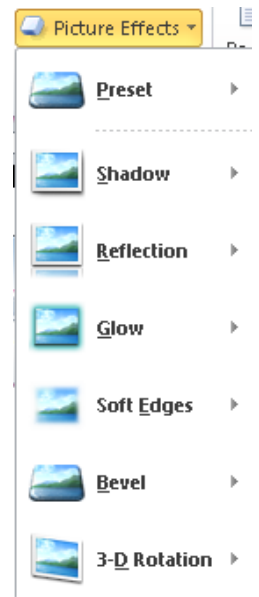 Picture Effects
Preset
Shadow
Reflection
Glow
Soft Edges
Bevel
3-D Rotation